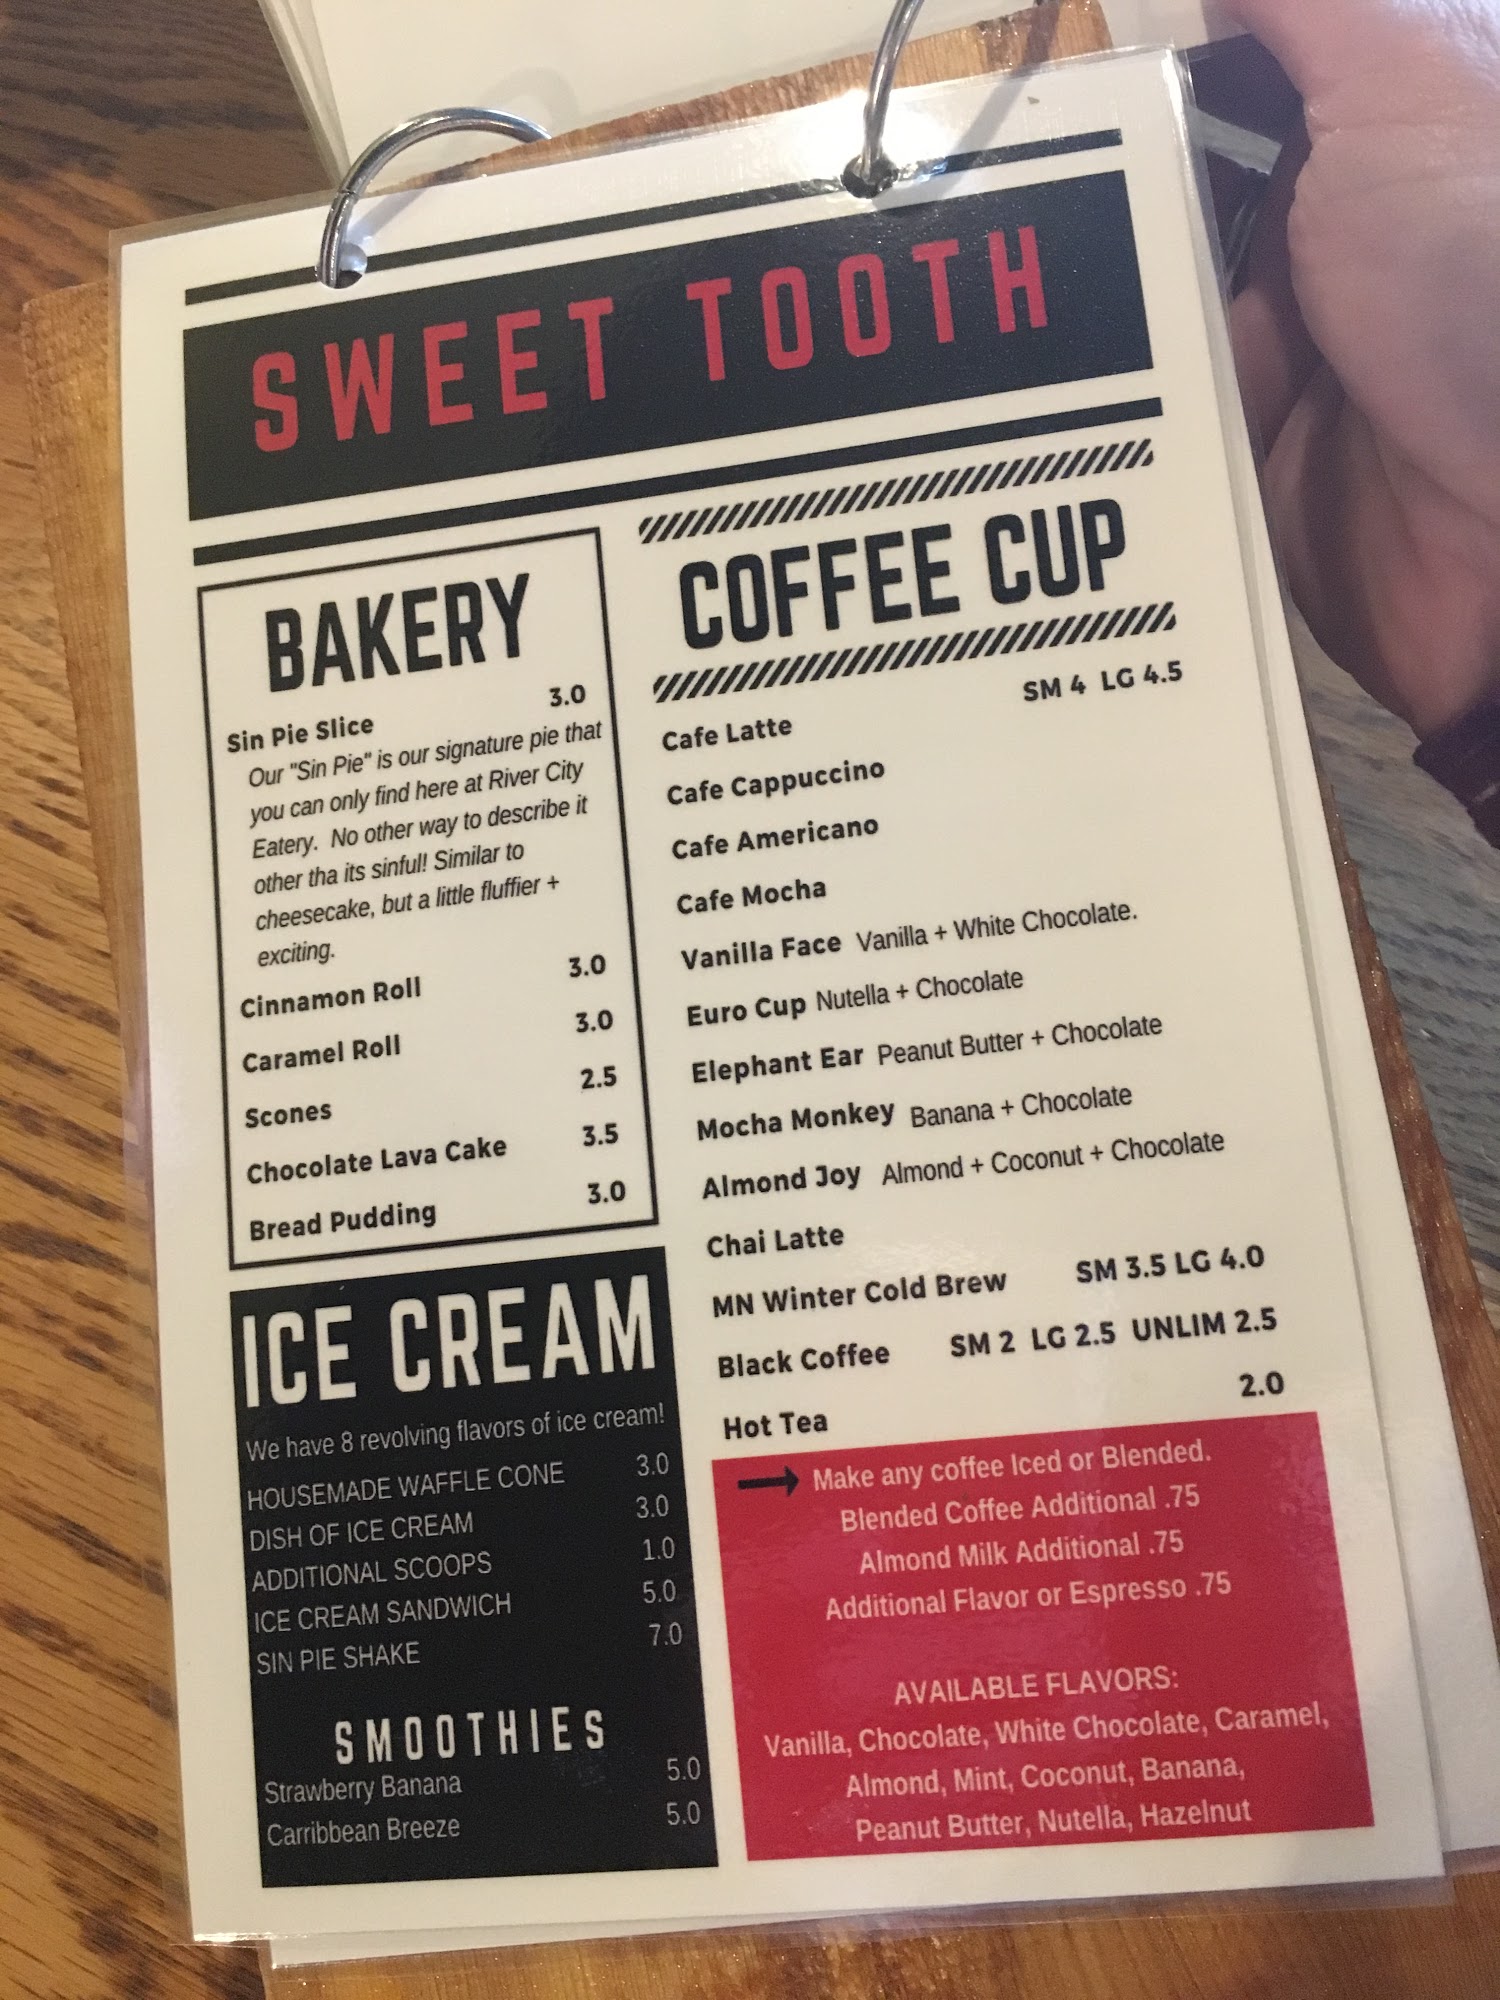 SWEET TOOTH
BAKERY
Sin Pie Slice 3.0
Our "Sin Pie" is our signature pie that
you can only find here at River City
Eatery. No other way to describe it
other tha its sinful! Similar to
cheesecake, but a little fluffier +
exciting.
Cinnamon Roll 3.0
Caramel Roll 3.0
Scones 2.5
Chocolate Lava Cake 3.5
Bread Pudding 3.0
ICE CREAM
We have 8 revolving flavors of ice cream!
HOUSEMADE WAFFLE CONE 3.0
DISH OF ICE CREAM 3.0
ADDITIONAL SCOOPS 1.0
ICE CREAM SANDWICH 5.0
SIN PIE SHAKE 7.0
SMOOTHIES
Strawberry Banana 5.0
Carribbean Breeze 5.0
COFFEE CUP
SM 4 LG 4.5
Cafe Latte
Cafe Cappuccino
Cafe Americano
Cafe Mocha
Vanilla Face Vanilla + White Chocolate.
Euro Cup Nutella + Chocolate
Elephant Ear Peanut Butter + Chocolate
Mocha Monkey Banana + Chocolate
Almond Joy Almond + Coconut + Chocolate
Chai Latte
MN Winter Cold Brew SM 3.5 LG 4.0
Black Coffee SM 2 LG 2.5 UNLIM 2.5
Hot Tea 2.0
Make any coffee Iced or Blended.
Blended Coffee Additional .75
Almond Milk Additional .75
Additional Flavor or Espresso .75
AVAILABLE FLAVORS:
Vanilla, Chocolate, White Chocolate, Caramel,
Almond, Mint, Coconut, Banana,
Peanut Butter, Nutella, Hazelnut